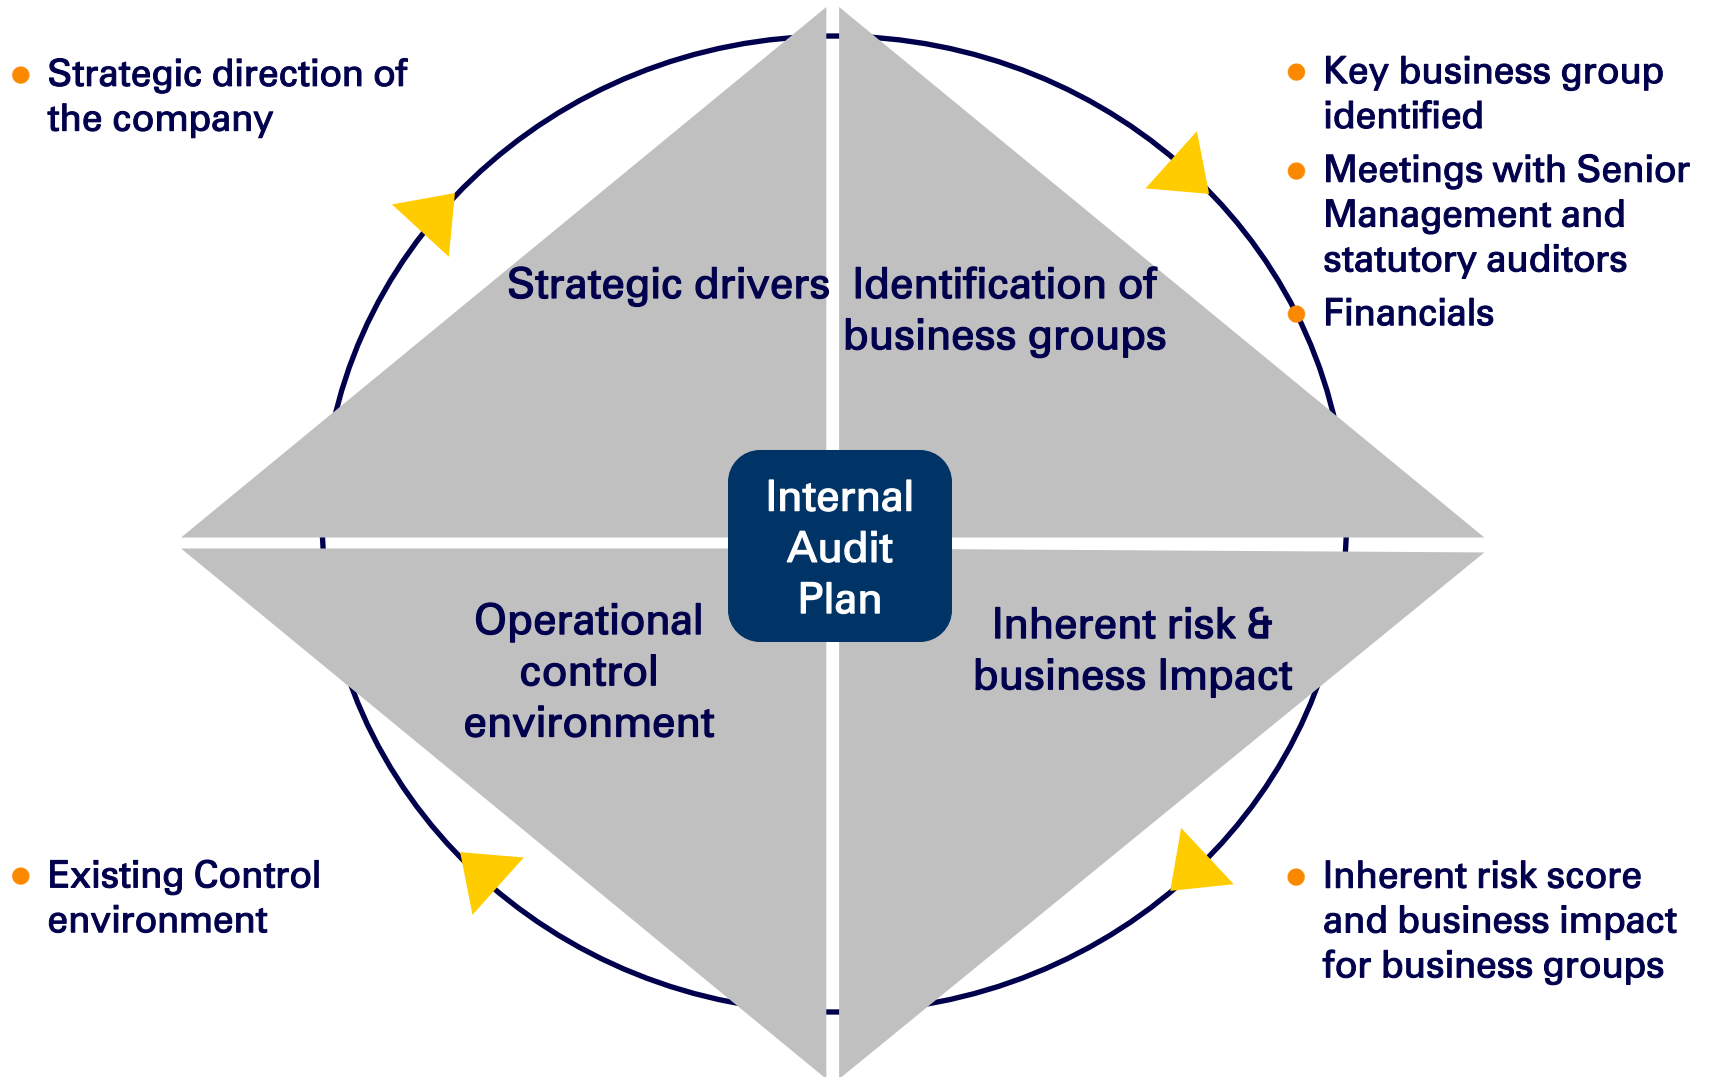 Strategic direction of
the company
Key business group
identified
Meetings with Senior
Management and
statutory auditors
Financials
Strategic drivers
Identification of
business groups
Internal
Audit
Plan
Operational
control
environment
Inherent risk &
business Impact
Existing Control
environment
Inherent risk score
and business impact
for business groups